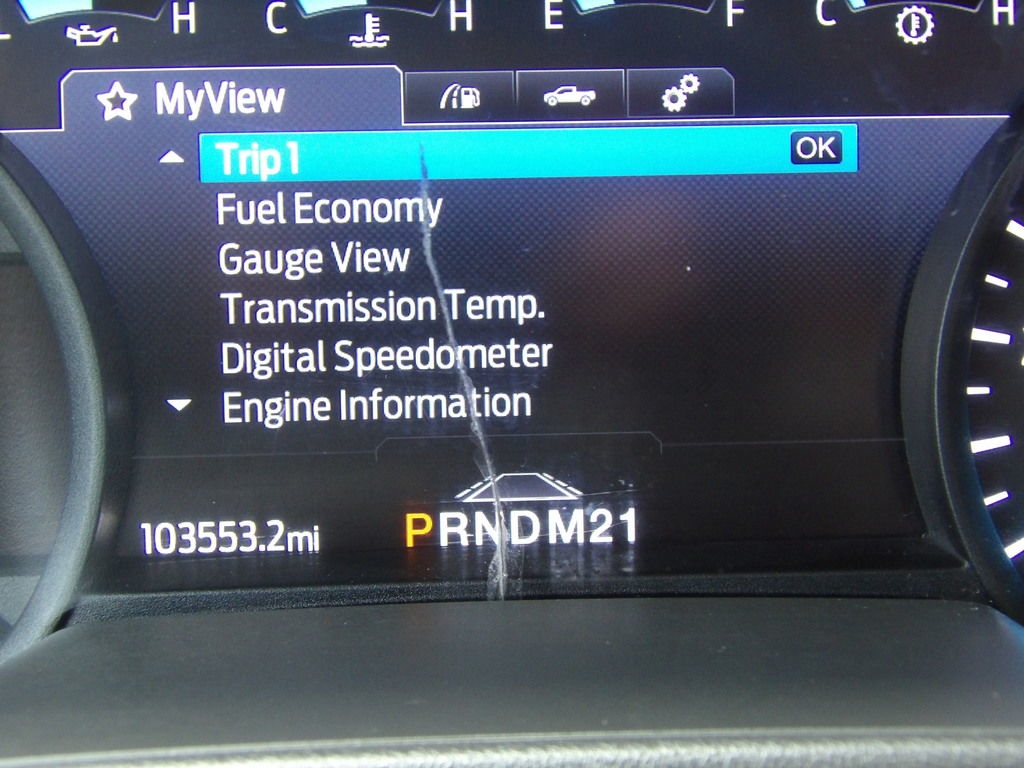 L H C H E F C H
MyView
Trip 1 OK
Fuel Economy
Gauge View
Transmission Temp.
Digital Speedometer
Engine Information
103553.2mi PRNDM21